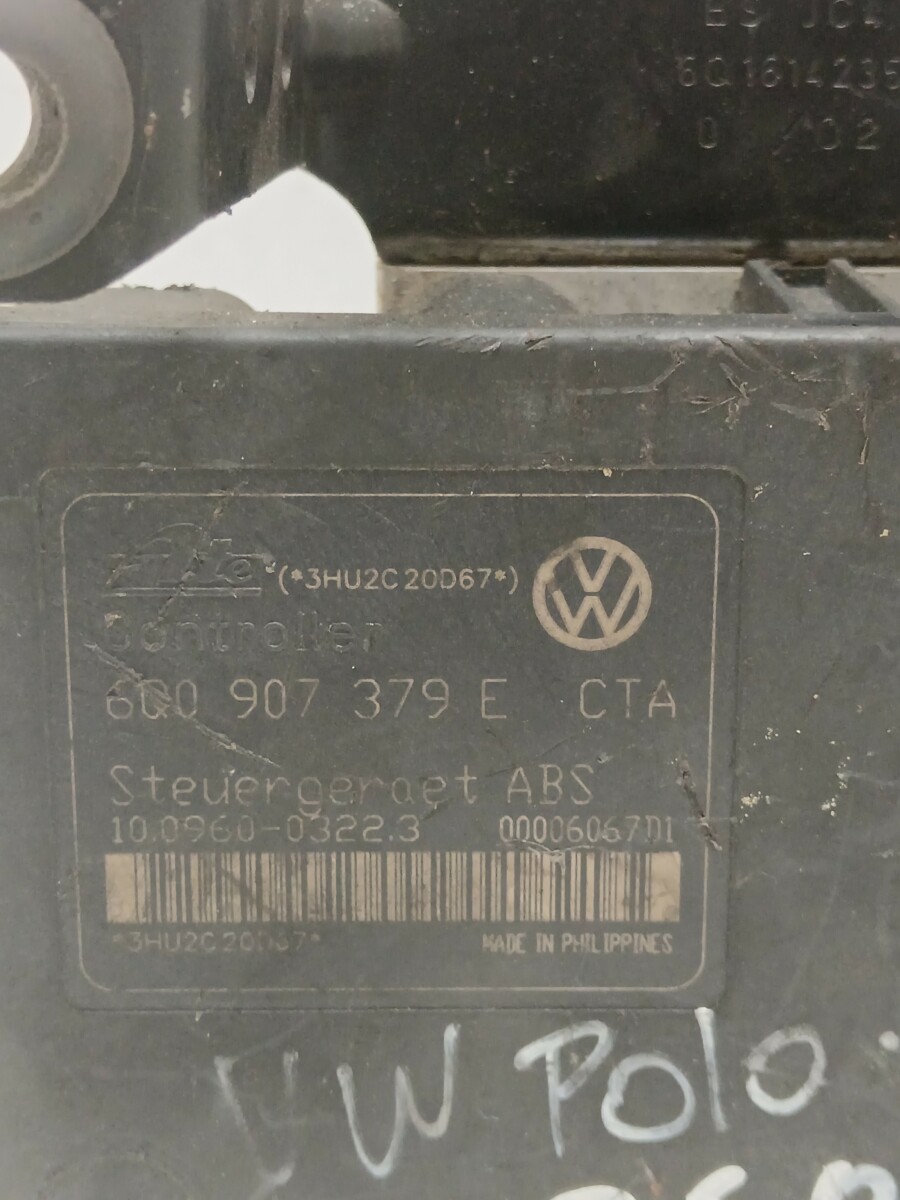 6Q1614235
ate (*3HU2C20D67*)
Controller
6Q0 907 379 E CTA
Steuergeraet ABS
10.0960-0322.3 00006067D1
*3HU2C20D67*
MADE IN PHILIPPINES
VW Polo